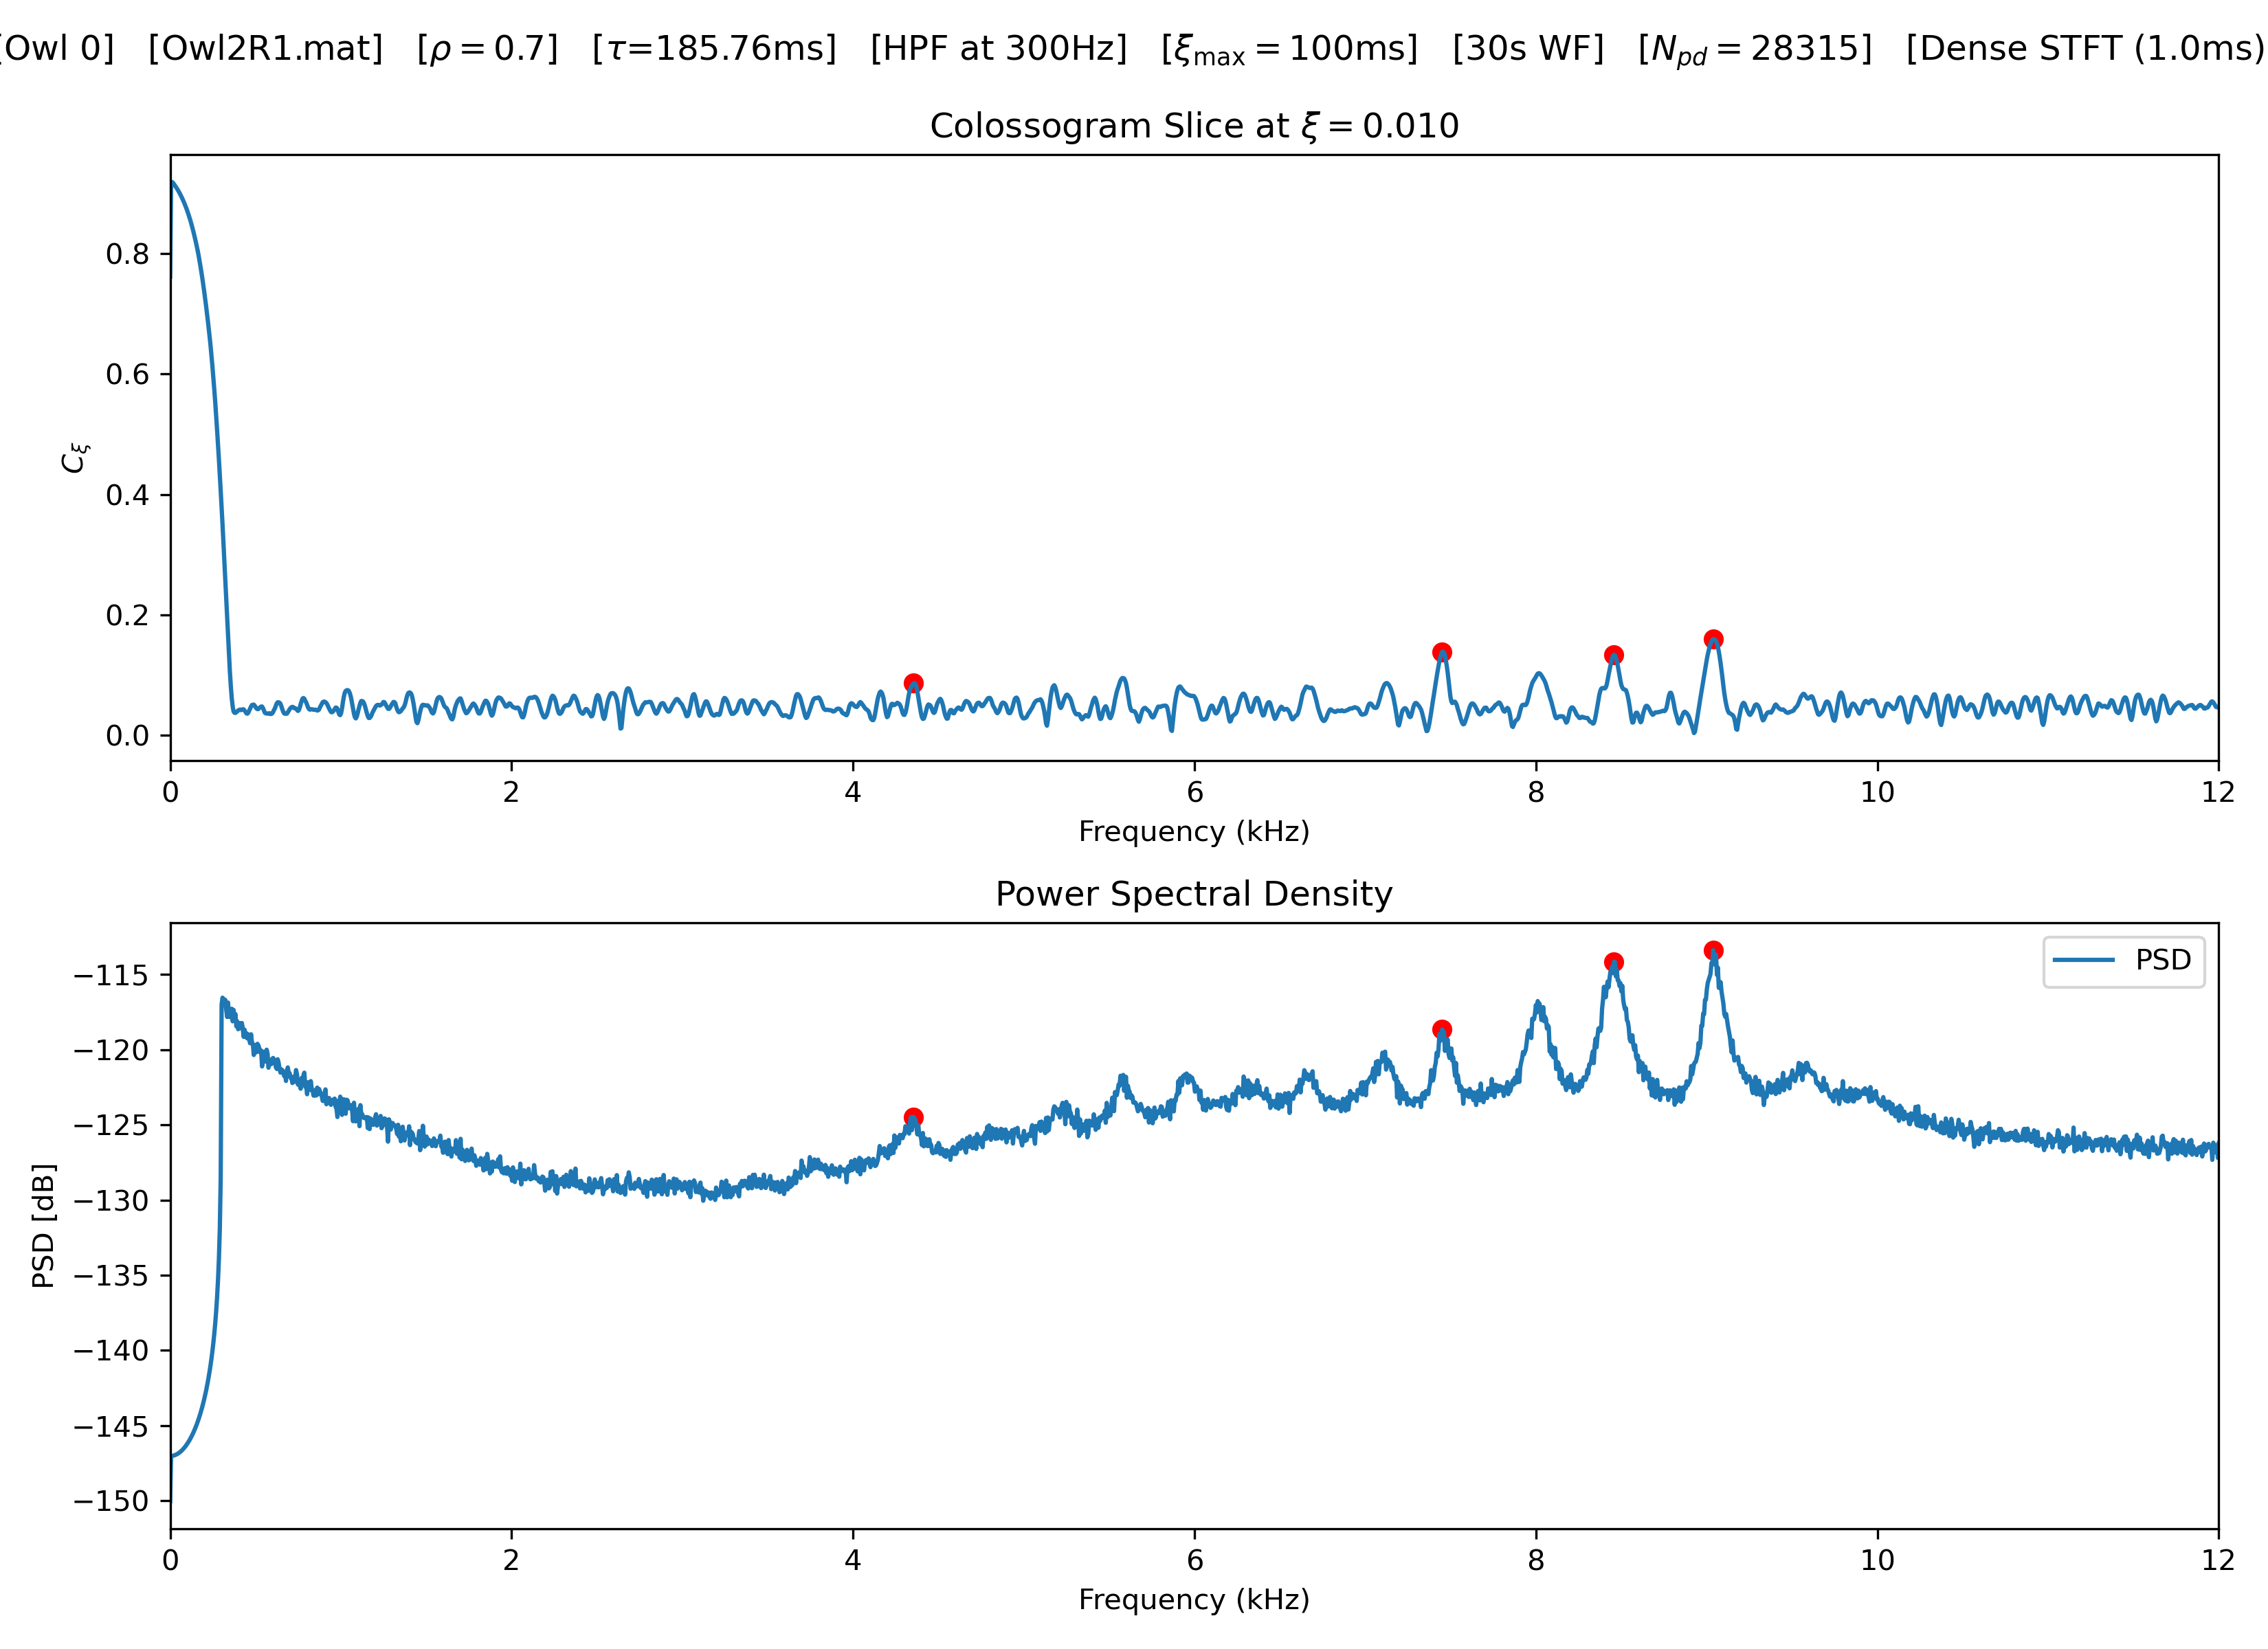 [Owl 0] [Owl2R1.mat] [ρ = 0.7] [τ=185.76ms] [HPF at 300Hz] [ξmax = 100ms] [30s WF] [Npd = 28315] [Dense STFT (1.0ms)
Colossogram Slice at ξ = 0.010
Cξ
0.8
0.6
0.4
0.2
0.0
0 2 4 6 8 10 12
Frequency (kHz)
Power Spectral Density
PSD
PSD [dB]
−115
−120
−125
−130
−135
−140
−145
−150
0 2 4 6 8 10 12
Frequency (kHz)